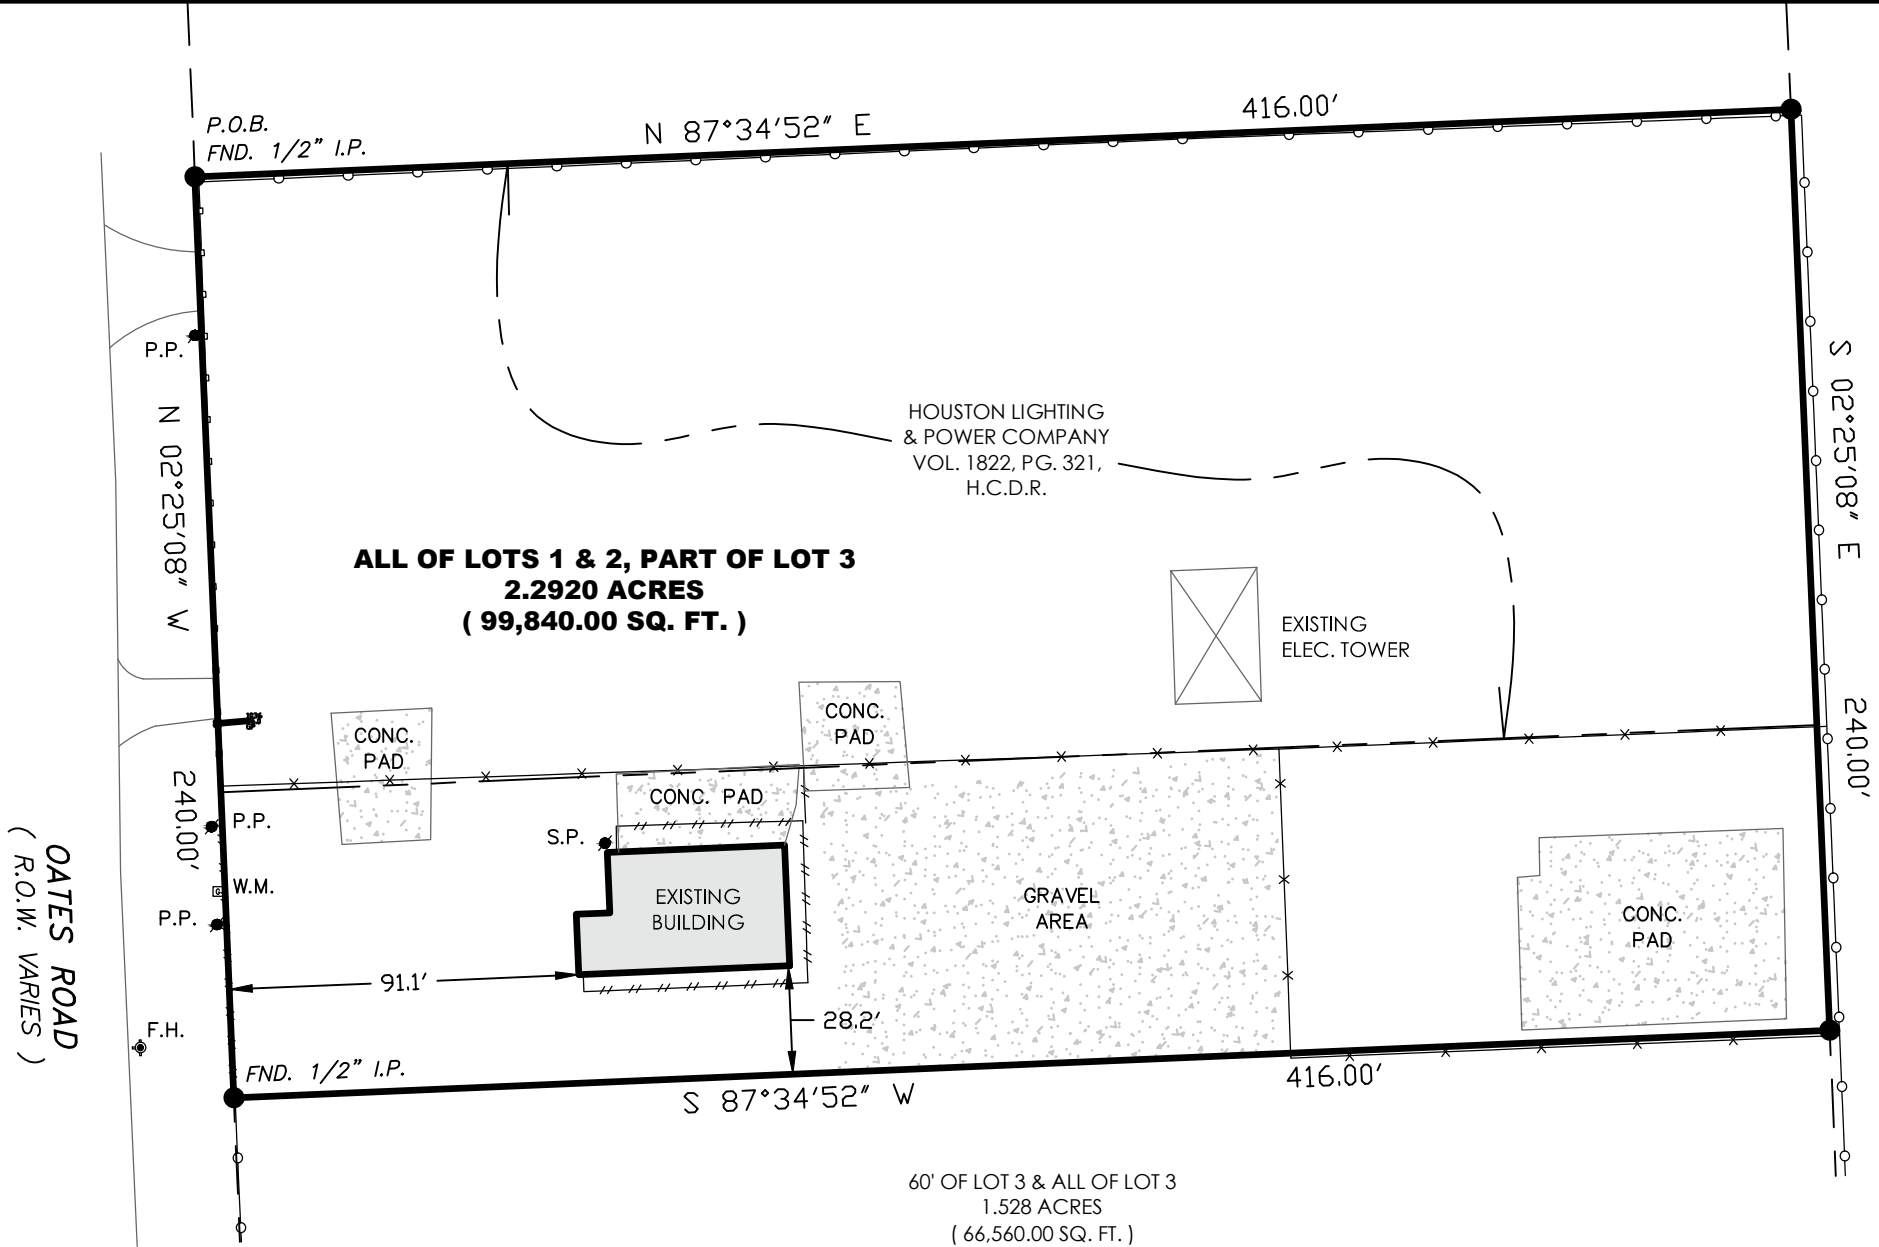 P.O.B.
FND. 1/2" I.P.
N 87°34'52" E
416.00'
P.P.
N 02°25'08" W
240.00'
HOUSTON LIGHTING
& POWER COMPANY
VOL. 1822, PG. 321,
H.C.D.R.
S 02°25'08" E
240.00'
ALL OF LOTS 1 & 2, PART OF LOT 3
2.2920 ACRES
( 99,840.00 SQ. FT. )
EXISTING
ELEC. TOWER
CONC.
PAD
CONC.
PAD
CONC. PAD
P.P.
S.P.
W.M.
P.P.
EXISTING
BUILDING
GRAVEL
AREA
CONC.
PAD
91.1'
28.2'
OATES ROAD
( R.O.W. VARIES )
F.H.
FND. 1/2" I.P.
S 87°34'52" W
416.00'
60' OF LOT 3 & ALL OF LOT 3
1.528 ACRES
( 66,560.00 SQ. FT. )